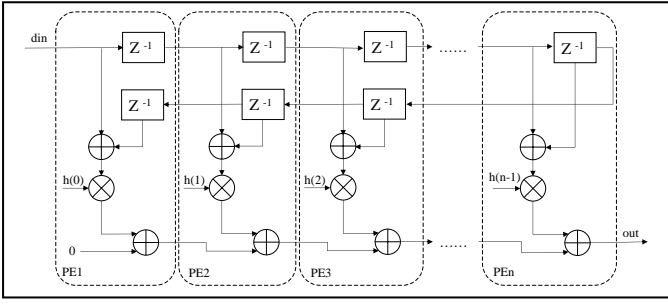 din
Z -1
Z -1
Z -1
......
Z -1
Z -1
Z -1
Z -1
h(0)
h(1)
h(2)
h(n-1)
0
......
out
PE1
PE2
PE3
PEn